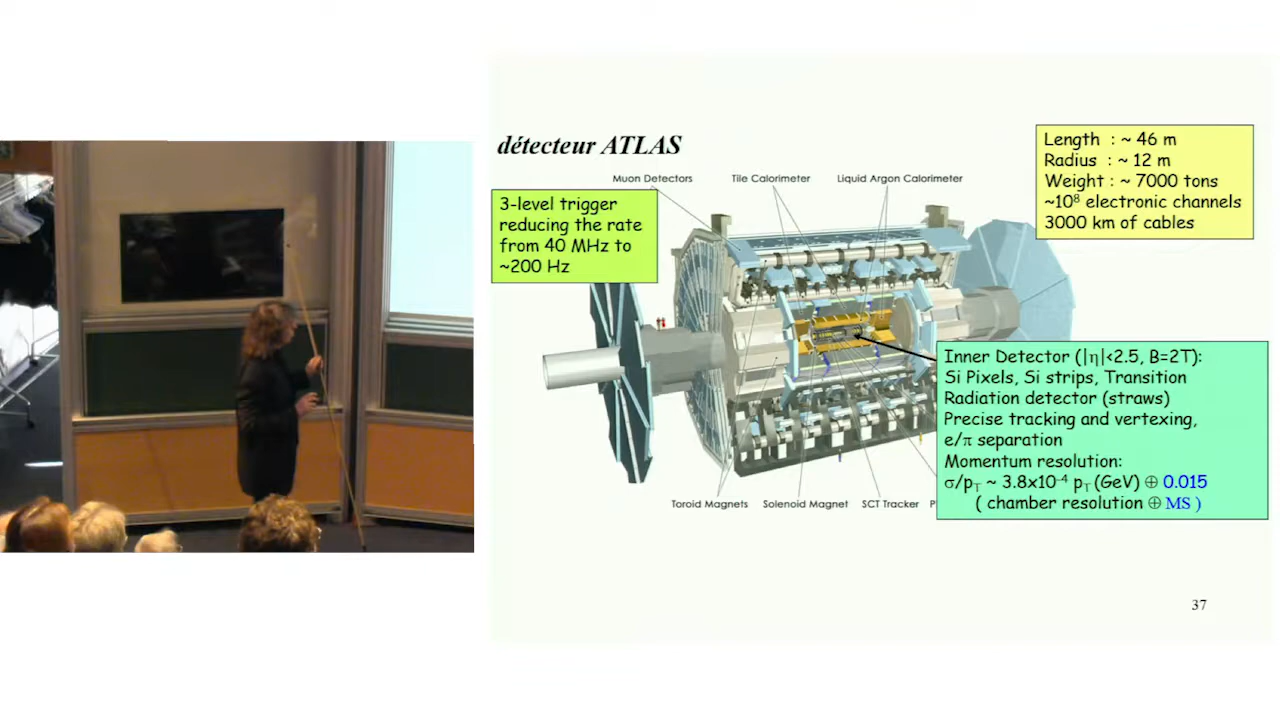 détecteur ATLAS
Length : ~ 46 m
Radius : ~ 12 m
Weight : ~ 7000 tons
~10⁸ electronic channels
3000 km of cables
Muon Detectors
Tile Calorimeter
Liquid Argon Calorimeter
3-level trigger
reducing the rate
from 40 MHz to
~200 Hz
Inner Detector (|η|<2.5, B=2T):
Si Pixels, Si strips, Transition
Radiation detector (straws)
Precise tracking and vertexing,
e/π separation
Momentum resolution:
σ/p_T ~ 3.8x10⁻⁴ p_T (GeV) ⊕ 0.015
( chamber resolution ⊕ MS )
Toroid Magnets
Solenoid Magnet
SCT Tracker
37